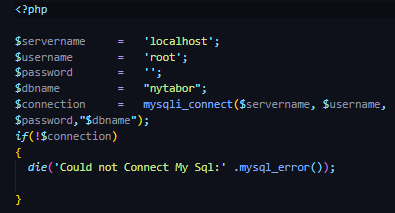 <?php
$servername = 'localhost';
$username = 'root';
$password = '';
$dbname = "nytabor";
$connection = mysqli_connect($servername, $username,
$password,"$dbname");
if(!$connection)
{
die('Could not Connect My Sql:' .mysql_error());
}